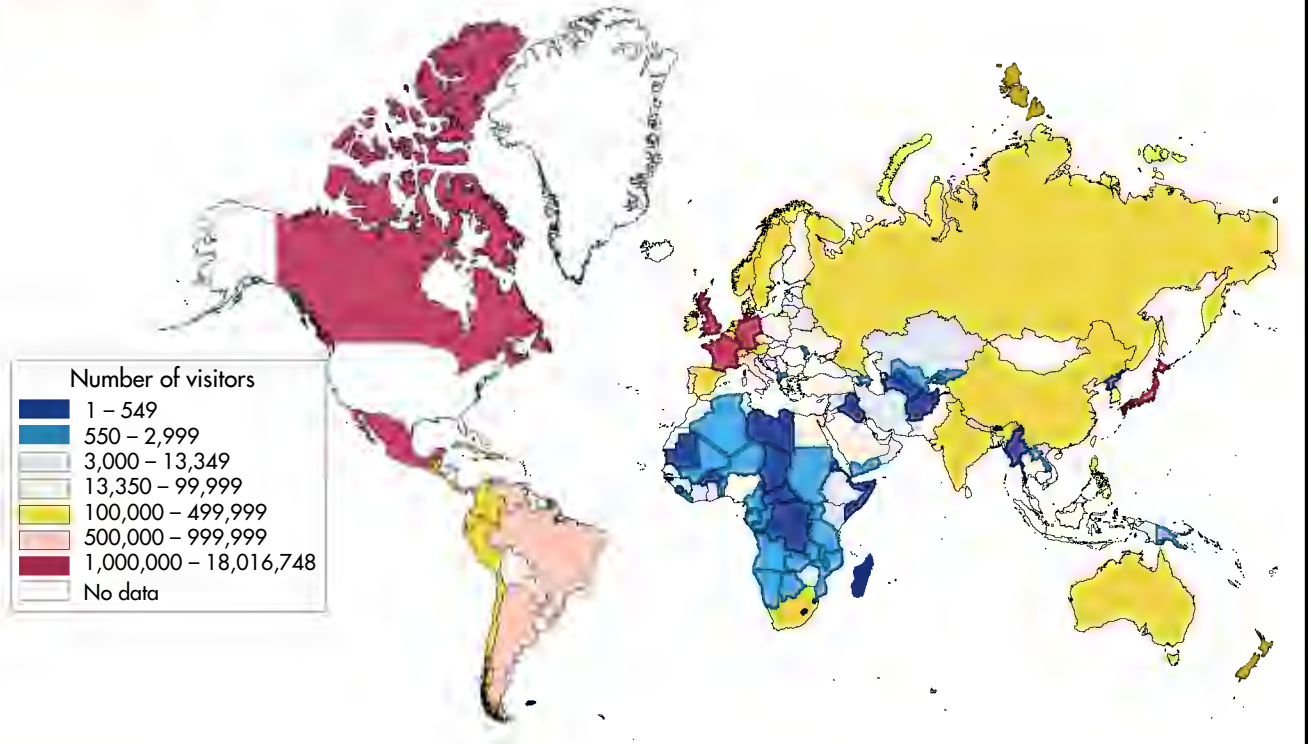 Number of visitors
1 – 549
550 – 2,999
3,000 – 13,349
13,350 – 99,999
100,000 – 499,999
500,000 – 999,999
1,000,000 – 18,016,748
No data